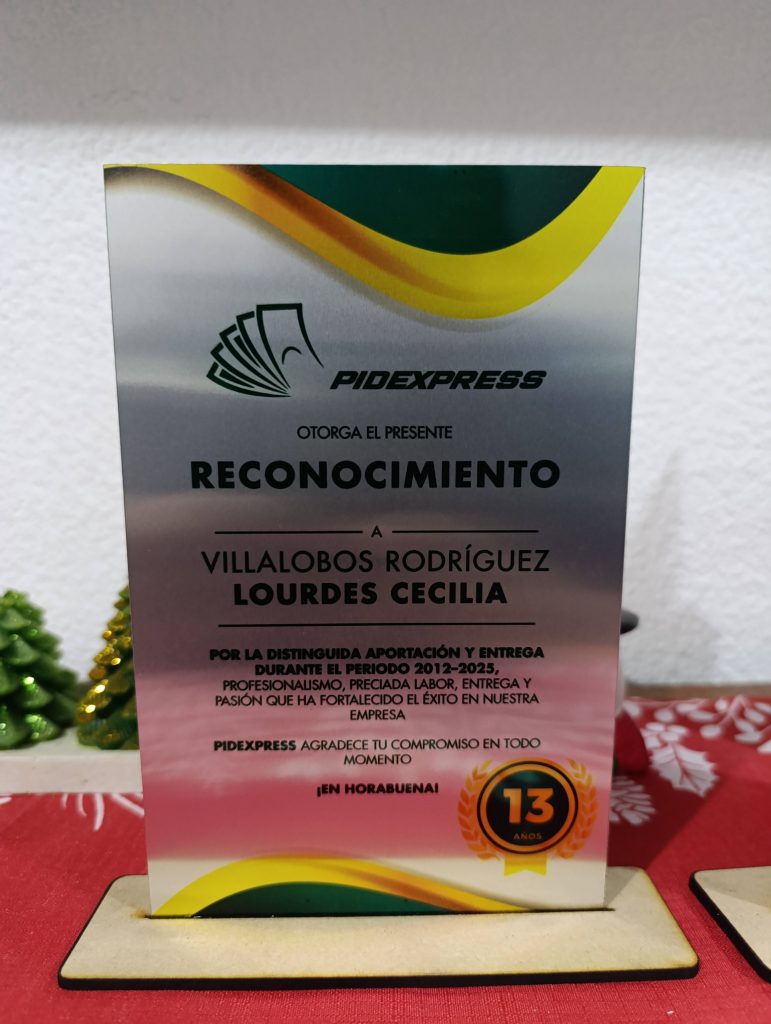 PIDEXPRESS
OTORGA EL PRESENTE
RECONOCIMIENTO
A
VILLALOBOS RODRÍGUEZ
LOURDES CECILIA
POR LA DISTINGUIDA APORTACIÓN Y ENTREGA
DURANTE EL PERIODO 2012-2025,
PROFESIONALISMO, PRECIADA LABOR, ENTREGA Y
PASIÓN QUE HA FORTALECIDO EL ÉXITO EN NUESTRA
EMPRESA
PIDEXPRESS AGRADECE TU COMPROMISO EN TODO
MOMENTO
¡EN HORABUENA!
13
AÑOS